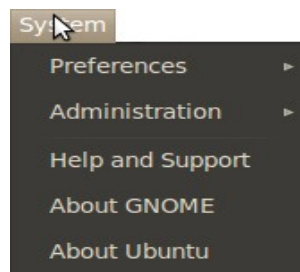 System
Preferences
Administration
Help and Support
About GNOME
About Ubuntu